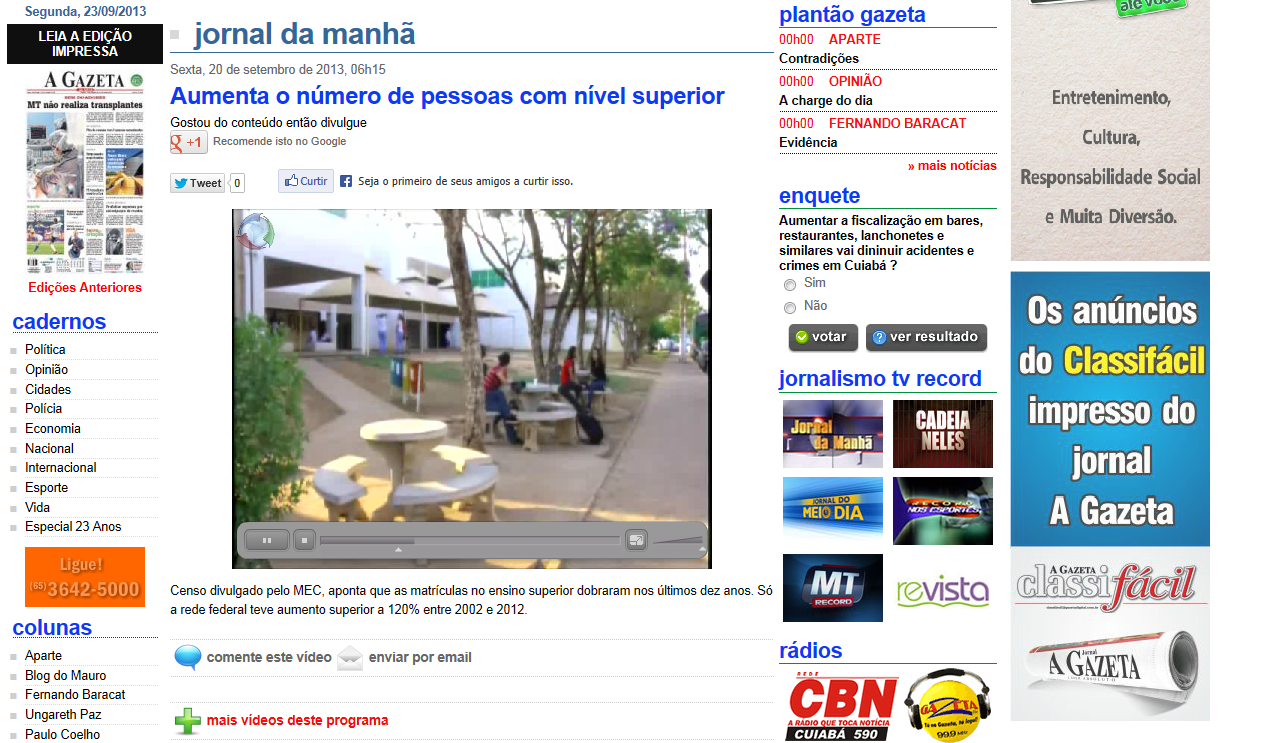 Segunda, 23/09/2013
LEIA A EDIÇÃO
IMPRESSA
A GAZETA
MT não realiza transplantes
Edições Anteriores
cadernos
Política
Opinião
Cidades
Polícia
Economia
Nacional
Internacional
Esporte
Vida
Especial 23 Anos
Ligue!
(65) 3642-5000
colunas
Aparte
Blog do Mauro
Fernando Baracat
Ungareth Paz
Paulo Coelho
jornal da manhã
Sexta, 20 de setembro de 2013, 06h15
Aumenta o número de pessoas com nível superior
Gostou do conteúdo então divulgue
g +1 Recomende isto no Google
Tweet 0 Curtir Seja o primeiro de seus amigos a curtir isso.
Censo divulgado pelo MEC, aponta que as matrículas no ensino superior dobraram nos últimos dez anos. Só
a rede federal teve aumento superior a 120% entre 2002 e 2012.
comente este vídeo enviar por email
mais vídeos deste programa
plantão gazeta
00h00 APARTE
Contradições
00h00 OPINIÃO
A charge do dia
00h00 FERNANDO BARACAT
Evidência
» mais notícias
enquete
Aumentar a fiscalização em bares,
restaurantes, lanchonetes e
similares vai dininuir acidentes e
crimes em Cuiabá ?
Sim
Não
votar ver resultado
jornalismo tv record
Jornal
da Manhã
CADEIA
NELES
JORNAL DO
MEIO DIA
RECORD
NOS ESPORTES
MT
RECORD
revista
rádios
REDE
CBN
A RÁDIO QUE TOCA NOTÍCIA
CUIABÁ 590
GAZETA
99.9
até você
Entretenimento,
Cultura,
Responsabilidade Social
e Muita Diversão.
Os anúncios
do Classifácil
impresso do
jornal
A Gazeta
A GAZETA
classifácil
Jornal
A GAZETA